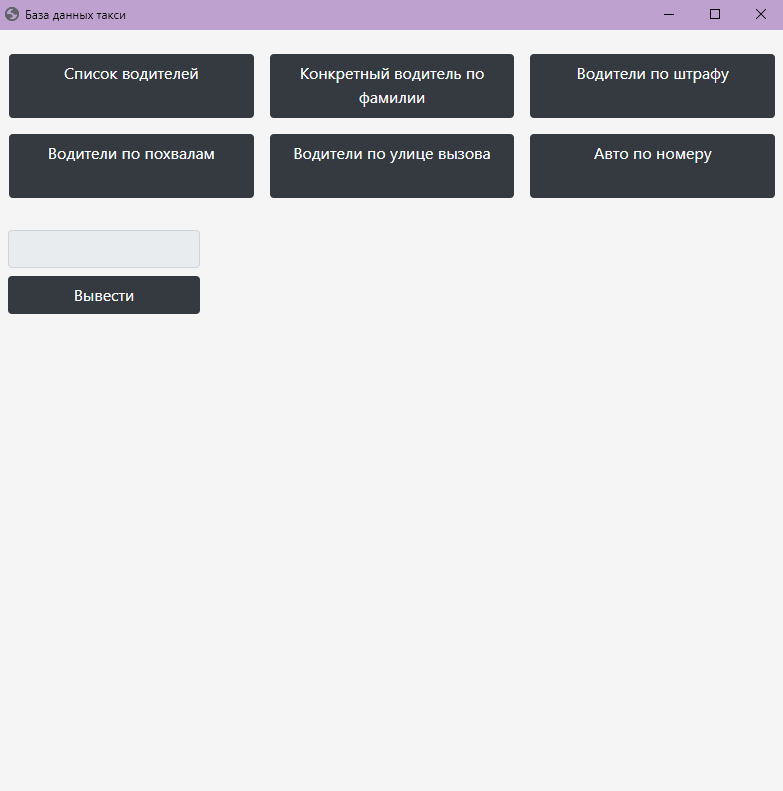 База данных такси
Список водителей
Конкретный водитель по
фамилии
Водители по штрафу
Водители по похвалам
Водители по улице вызова
Авто по номеру
Вывести